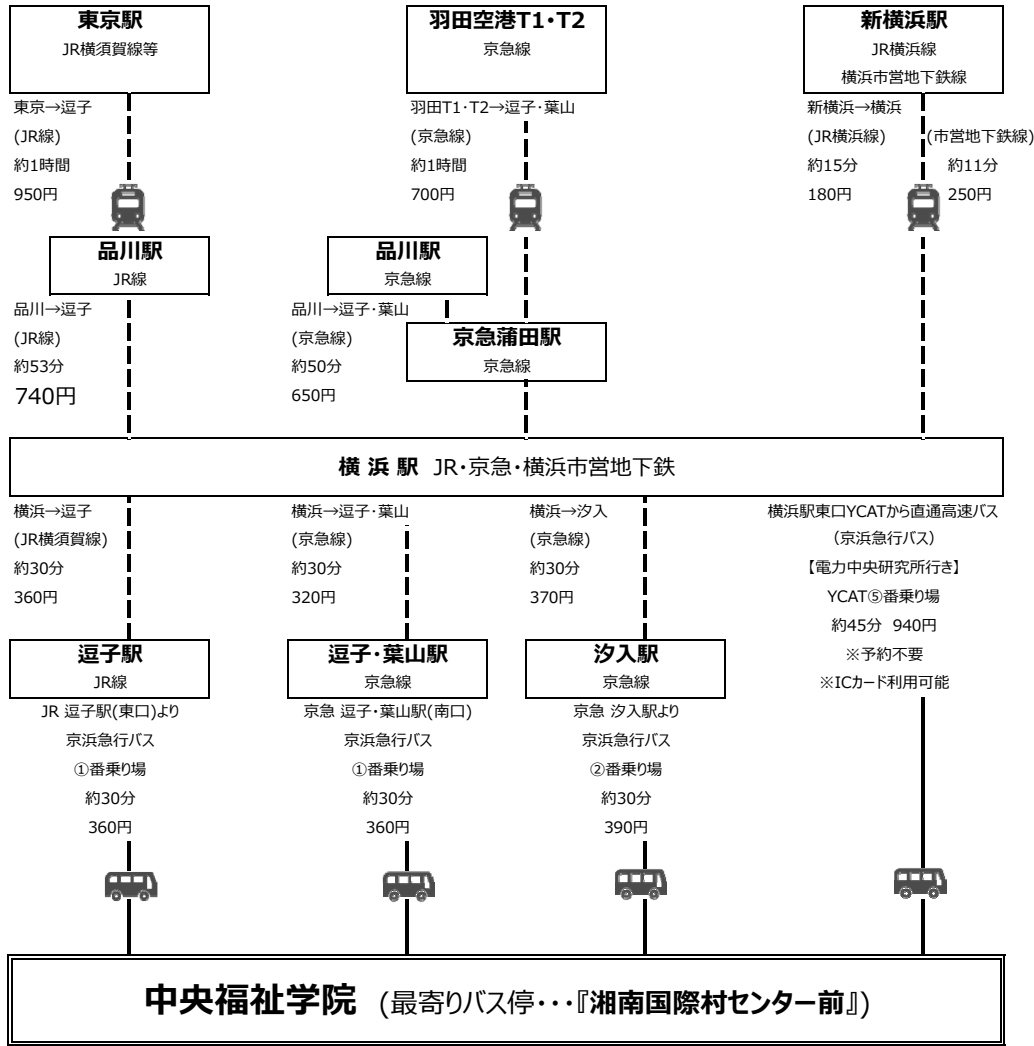 東京駅
JR横須賀線等
羽田空港T1・T2
京急線
新横浜駅
JR横浜線
横浜市営地下鉄線
東京→逗子
(JR線)
約1時間
950円
羽田T1・T2→逗子・葉山
(京急線)
約1時間
700円
新横浜→横浜
(JR横浜線)
約15分
180円
(市営地下鉄線)
約11分
250円
品川駅
JR線
品川駅
京急線
品川→逗子
(JR線)
約53分
740円
品川→逗子・葉山
(京急線)
約50分
650円
京急蒲田駅
京急線
横 浜 駅 JR・京急・横浜市営地下鉄
横浜→逗子
(JR横須賀線)
約30分
360円
横浜→逗子・葉山
(京急線)
約30分
320円
横浜→汐入
(京急線)
約30分
370円
横浜駅東口YCATから直通高速バス
(京浜急行バス)
【電力中央研究所行き】
YCAT⑤番乗り場
約45分 940円
※予約不要
※ICカード利用可能
逗子駅
JR線
JR 逗子駅(東口)より
京浜急行バス
①番乗り場
約30分
360円
逗子・葉山駅
京急線
京急 逗子・葉山駅(南口)
京浜急行バス
①番乗り場
約30分
360円
汐入駅
京急線
京急 汐入駅より
京浜急行バス
②番乗り場
約30分
390円
中央福祉学院 (最寄りバス停・・・『湘南国際村センター前』)